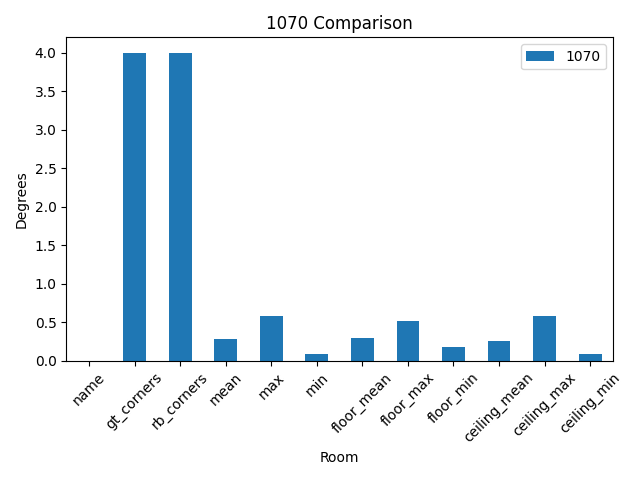 1070 Comparison
1070
Degrees
4.0
3.5
3.0
2.5
2.0
1.5
1.0
0.5
0.0
name
gt_corners
rb_corners
mean
max
min
floor_mean
floor_max
floor_min
ceiling_mean
ceiling_max
ceiling_min
Room